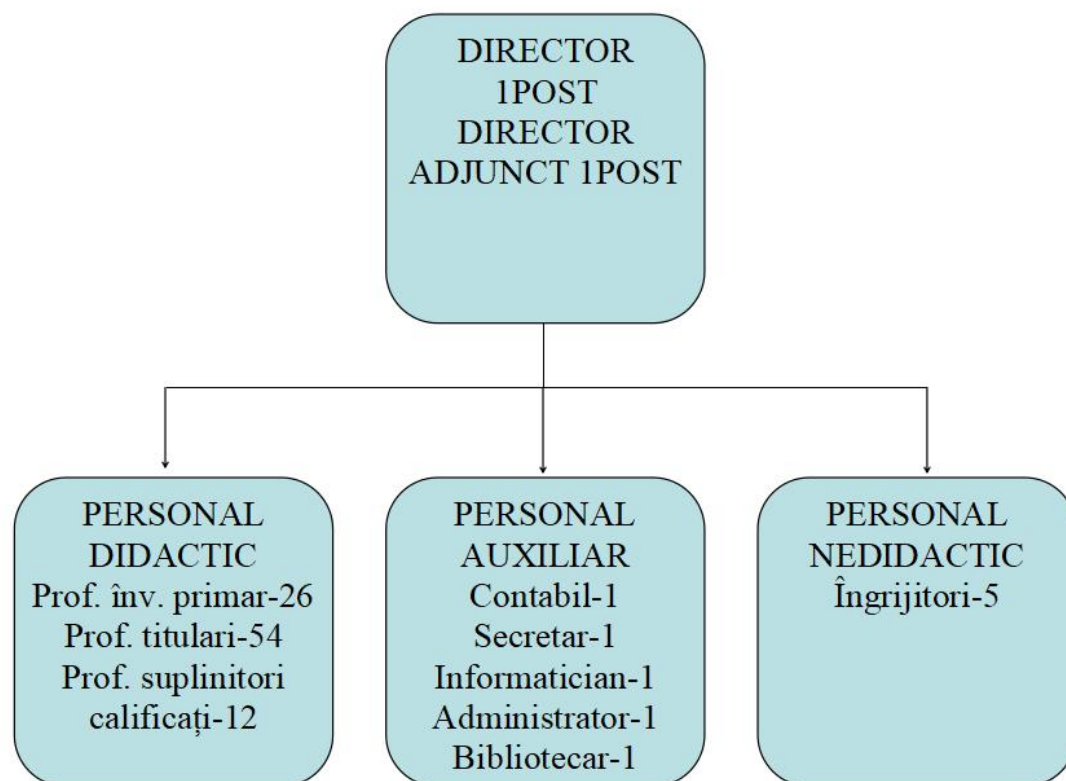 DIRECTOR
1POST
DIRECTOR
ADJUNCT 1POST
PERSONAL
DIDACTIC
Prof. înv. primar-26
Prof. titulari-54
Prof. suplinitori
calificați-12
PERSONAL
AUXILIAR
Contabil-1
Secretar-1
Informatician-1
Administrator-1
Bibliotecar-1
PERSONAL
NEDIDACTIC
Îngrijitori-5